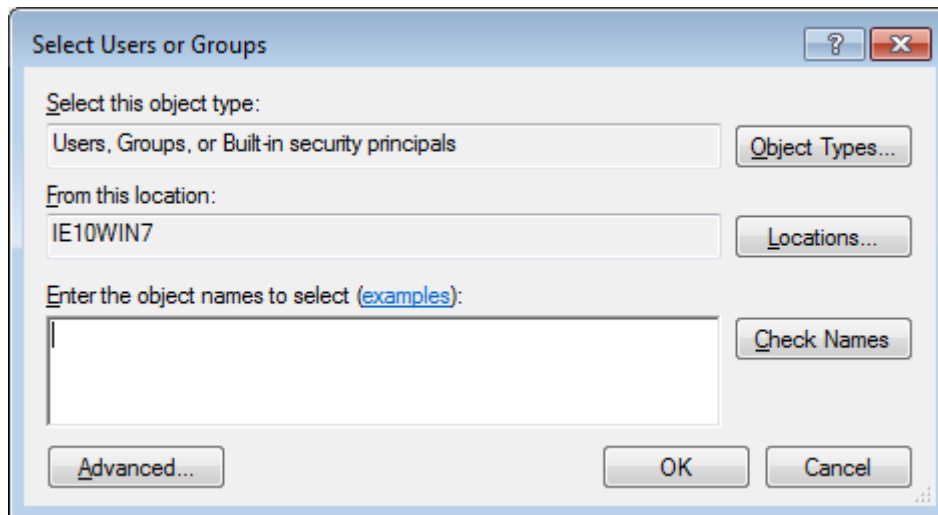 Select Users or Groups
Select this object type:
Users, Groups, or Built-in security principals
Object Types...
From this location:
IE10WIN7
Locations...
Enter the object names to select (examples):
Check Names
Advanced...
OK
Cancel